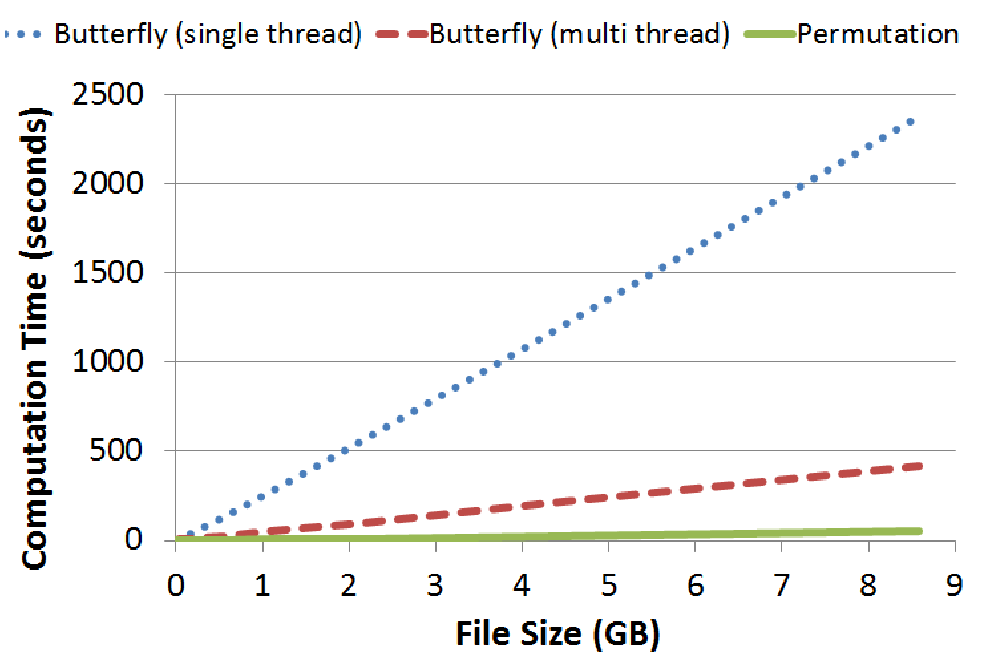 Butterfly (single thread) Butterfly (multi thread) Permutation
2500
2000
1500
1000
500
0
Computation Time (seconds)
0 1 2 3 4 5 6 7 8 9
File Size (GB)